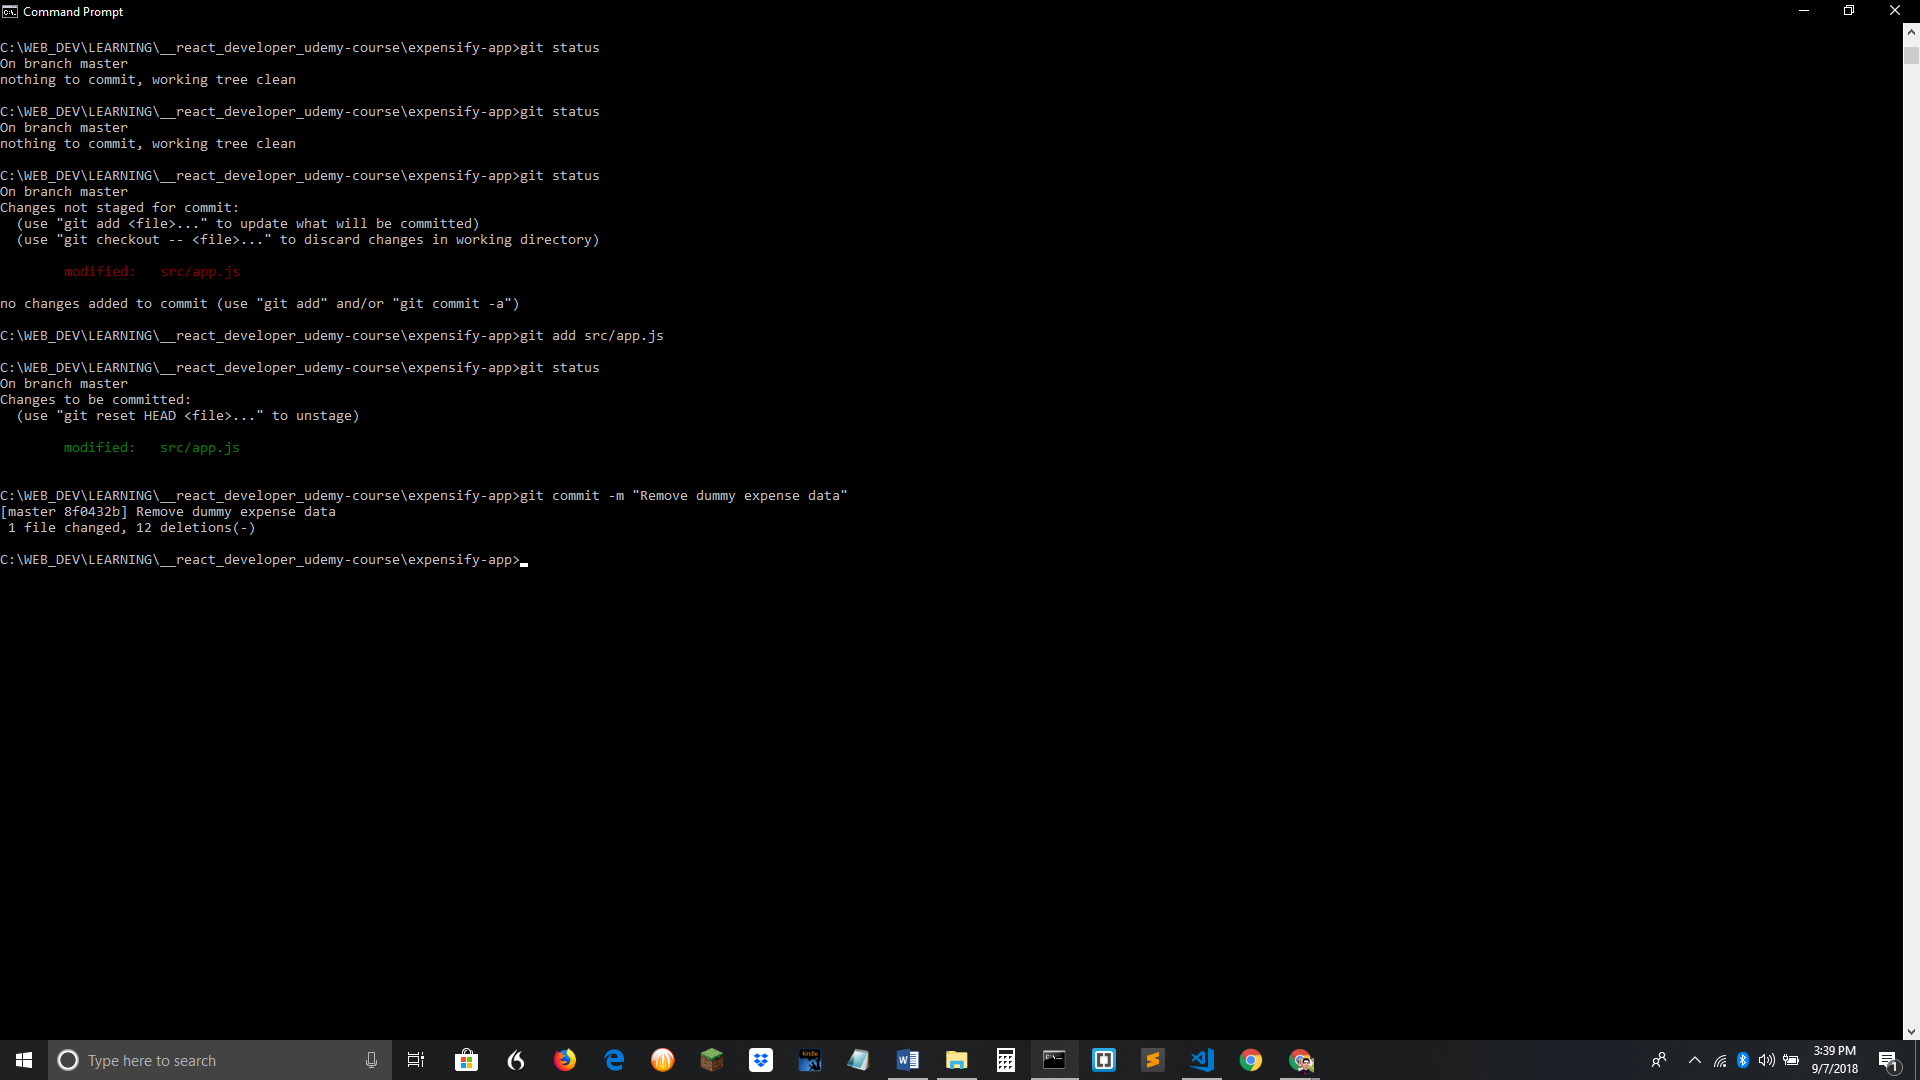 Command Prompt
C:\WEB_DEV\LEARNING\__react_developer_udemy-course\expensify-app>git status
On branch master
nothing to commit, working tree clean
C:\WEB_DEV\LEARNING\__react_developer_udemy-course\expensify-app>git status
On branch master
nothing to commit, working tree clean
C:\WEB_DEV\LEARNING\__react_developer_udemy-course\expensify-app>git status
On branch master
Changes not staged for commit:
  (use "git add <file>..." to update what will be committed)
  (use "git checkout -- <file>..." to discard changes in working directory)
        modified:   src/app.js
no changes added to commit (use "git add" and/or "git commit -a")
C:\WEB_DEV\LEARNING\__react_developer_udemy-course\expensify-app>git add src/app.js
C:\WEB_DEV\LEARNING\__react_developer_udemy-course\expensify-app>git status
On branch master
Changes to be committed:
  (use "git reset HEAD <file>..." to unstage)
        modified:   src/app.js
C:\WEB_DEV\LEARNING\__react_developer_udemy-course\expensify-app>git commit -m "Remove dummy expense data"
[master 8f0432b] Remove dummy expense data
 1 file changed, 12 deletions(-)
C:\WEB_DEV\LEARNING\__react_developer_udemy-course\expensify-app>
Type here to search
kindle
3:39 PM
9/7/2018
1